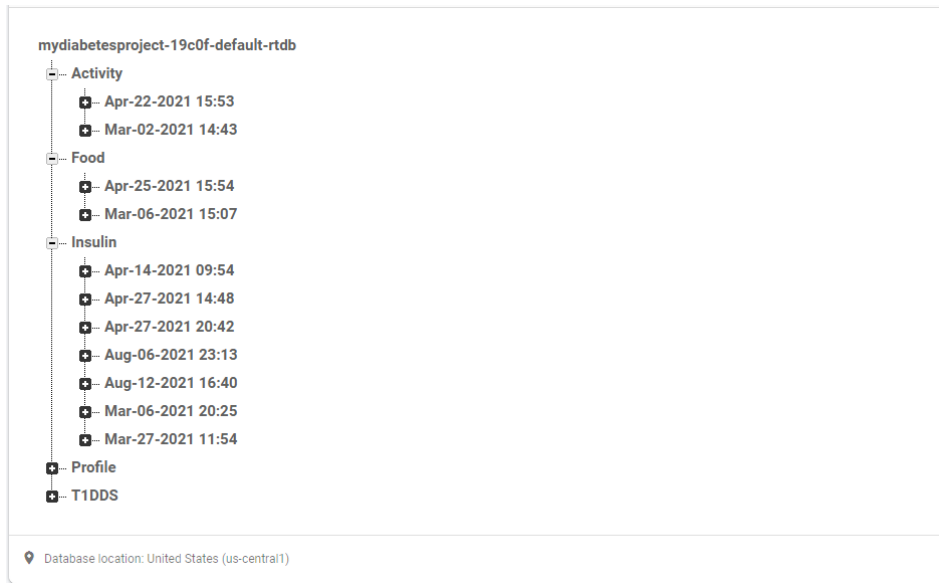 mydiabetesproject-19c0f-default-rtdb
Activity
Apr-22-2021 15:53
Mar-02-2021 14:43
Food
Apr-25-2021 15:54
Mar-06-2021 15:07
Insulin
Apr-14-2021 09:54
Apr-27-2021 14:48
Apr-27-2021 20:42
Aug-06-2021 23:13
Aug-12-2021 16:40
Mar-06-2021 20:25
Mar-27-2021 11:54
Profile
T1DDS
Database location: United States (us-central1)